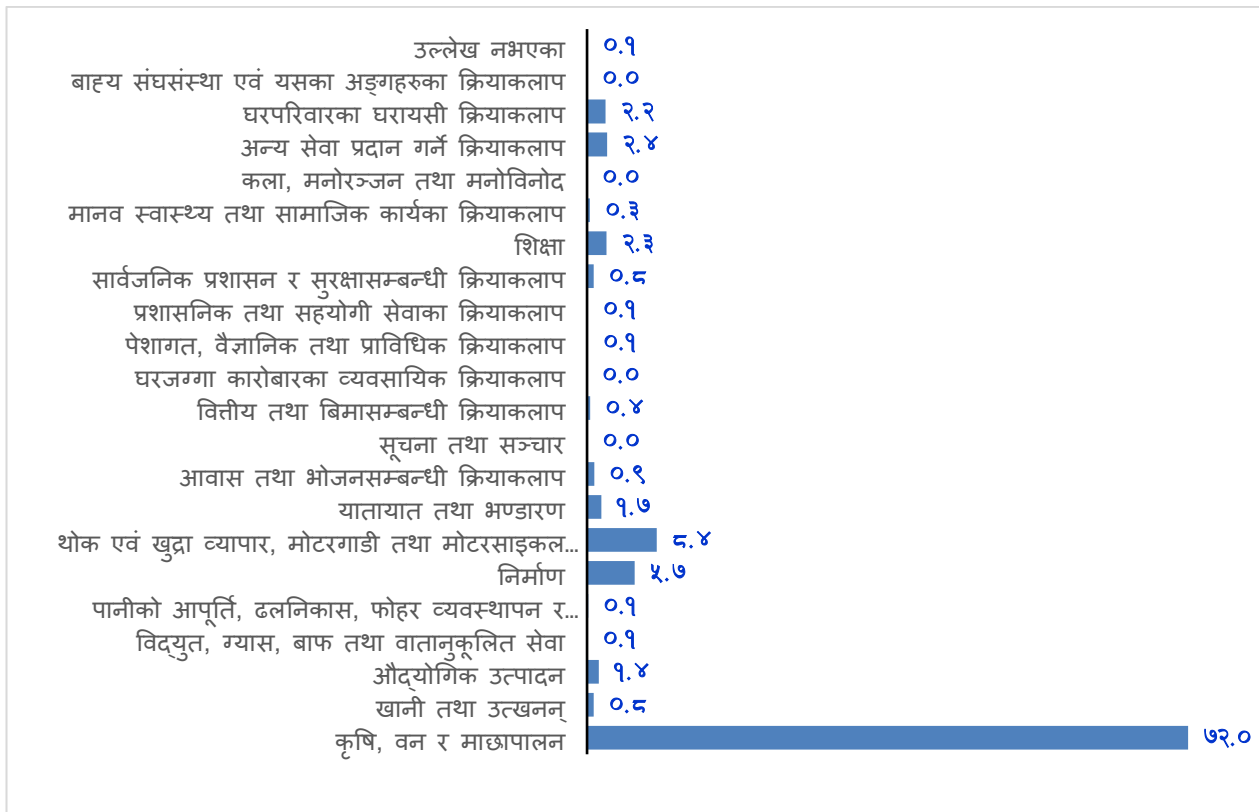 उल्लेख नभएका ०.१
बाह्य संघसंस्था एवं यसका अङ्गहरुका क्रियाकलाप ०.०
घरपरिवारका घरायसी क्रियाकलाप २.२
अन्य सेवा प्रदान गर्ने क्रियाकलाप २.४
कला, मनोरञ्जन तथा मनोविनोद ०.०
मानव स्वास्थ्य तथा सामाजिक कार्यका क्रियाकलाप ०.३
शिक्षा २.३
सार्वजनिक प्रशासन र सुरक्षासम्बन्धी क्रियाकलाप ०.८
प्रशासनिक तथा सहयोगी सेवाका क्रियाकलाप ०.१
पेशागत, वैज्ञानिक तथा प्राविधिक क्रियाकलाप ०.१
घरजग्गा कारोबारका व्यवसायिक क्रियाकलाप ०.०
वित्तीय तथा बिमासम्बन्धी क्रियाकलाप ०.४
सूचना तथा सञ्चार ०.०
आवास तथा भोजनसम्बन्धी क्रियाकलाप ०.९
यातायात तथा भण्डारण १.७
थोक एवं खुद्रा व्यापार, मोटरगाडी तथा मोटरसाइकल… ८.४
निर्माण ५.७
पानीको आपूर्ति, ढलनिकास, फोहर व्यवस्थापन र… ०.१
विद्‌युत, ग्यास, बाफ तथा वातानुकूलित सेवा ०.१
औद्‌योगिक उत्पादन १.४
खानी तथा उत्खनन् ०.८
कृषि, वन र माछापालन ७२.०